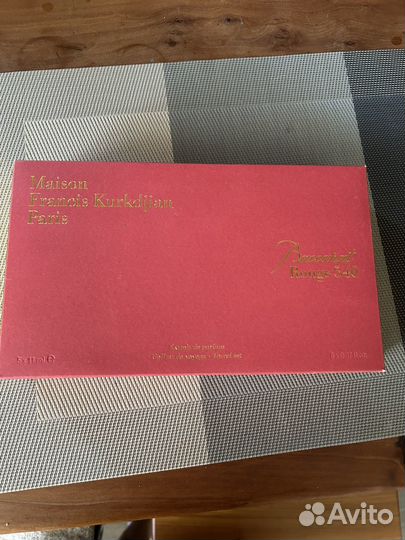 Maison
Francis Kurkdjian
Paris
Baccarat
Rouge 540
Extrait de parfum
5 x 11 ml ℮
Avito